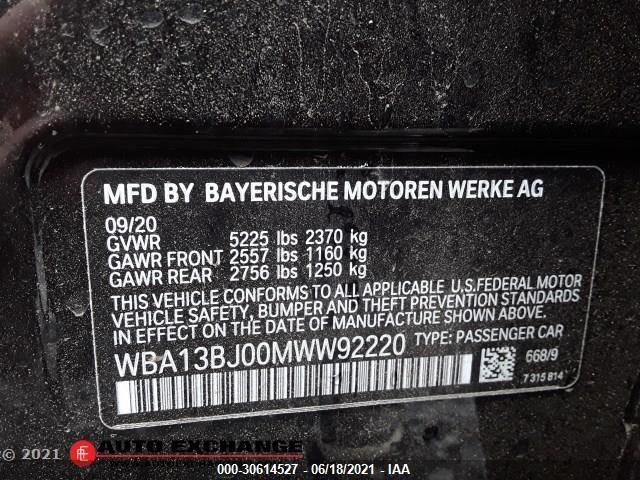 MFD BY BAYERISCHE MOTOREN WERKE AG
09/20
GVWR 5225 lbs 2370 kg
GAWR FRONT 2557 lbs 1160 kg
GAWR REAR 2756 lbs 1250 kg
THIS VEHICLE CONFORMS TO ALL APPLICABLE U.S.FEDERAL MOTOR
VEHICLE SAFETY, BUMPER AND THEFT PREVENTION STANDARDS
IN EFFECT ON THE DATE OF MANUFACTURE SHOWN ABOVE.
WBA13BJ00MWW92220 TYPE: PASSENGER CAR
668/9
7 315 814
© 2021 AUTO EXCHANGE
000-30614527 - 06/18/2021 - IAA